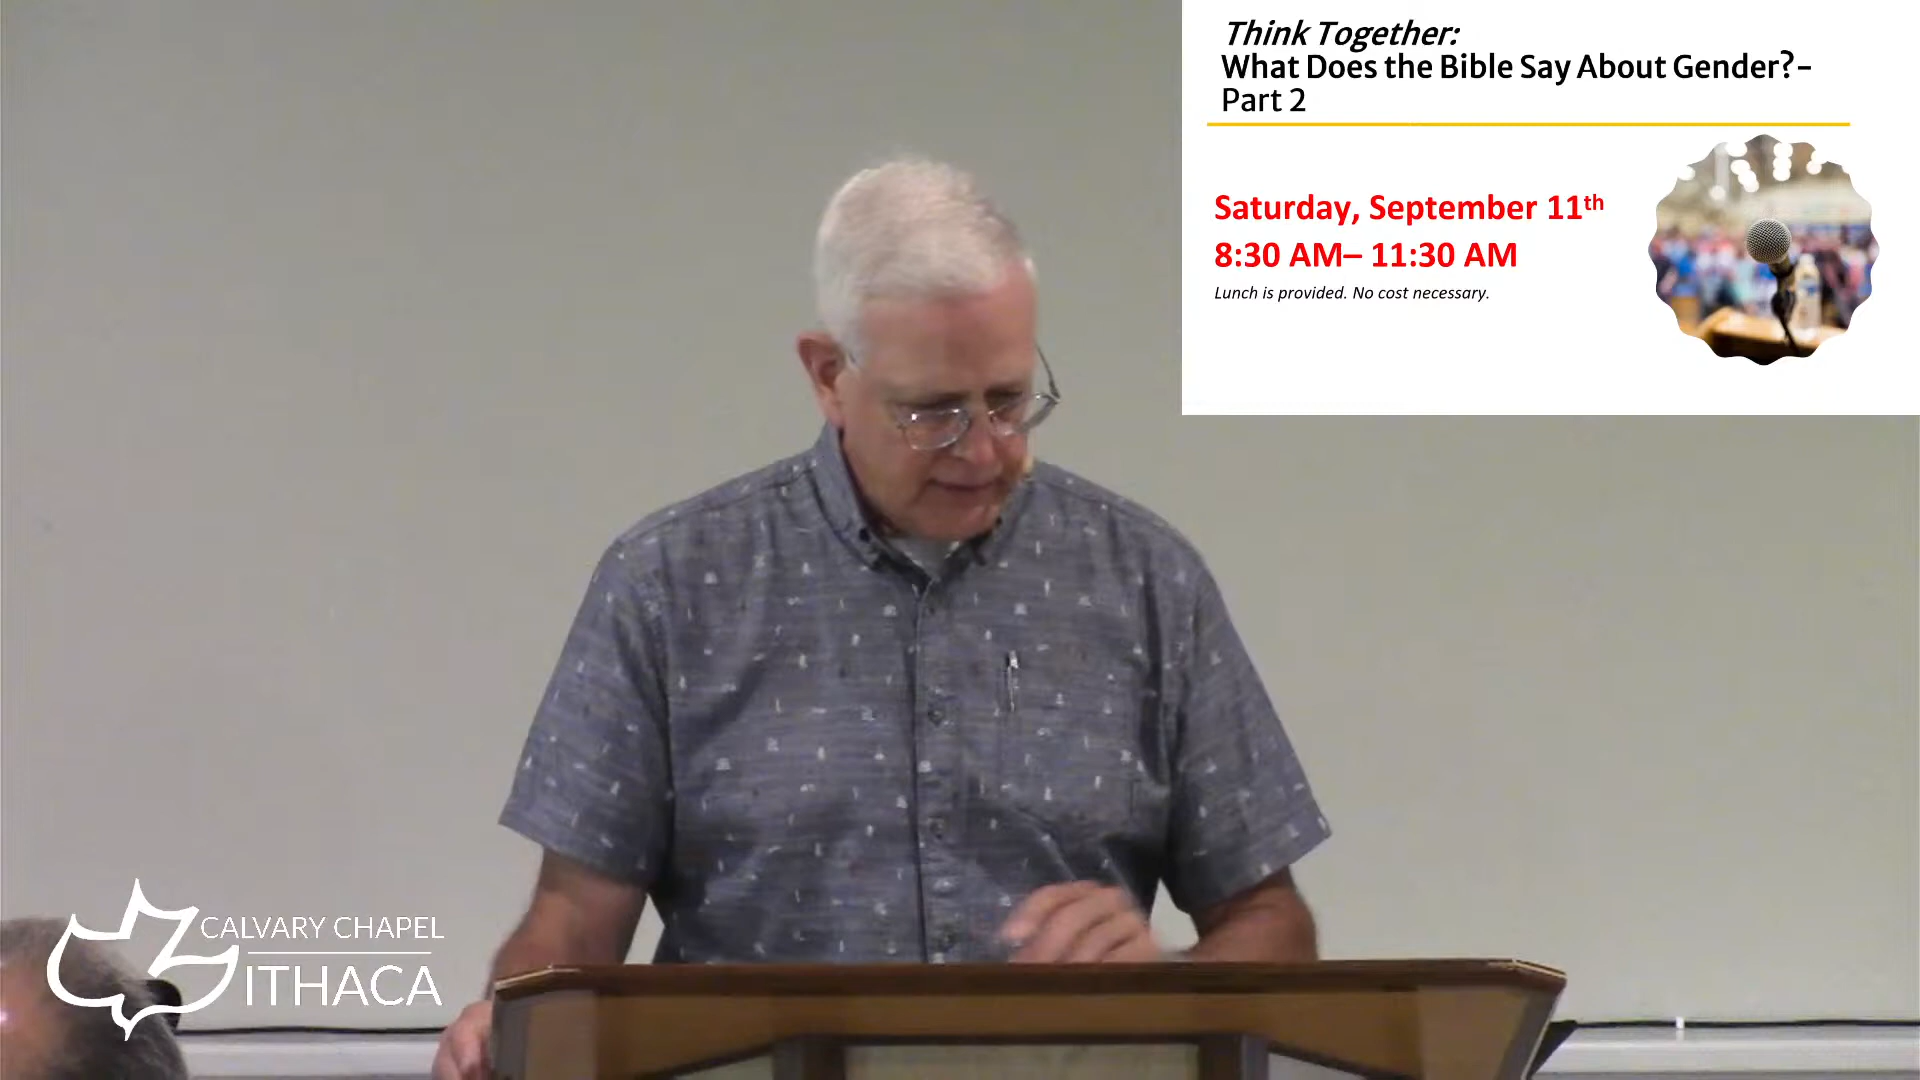 Think Together:
What Does the Bible Say About Gender?-
Part 2
Saturday, September 11th
8:30 AM– 11:30 AM
Lunch is provided. No cost necessary.
CALVARY CHAPEL
ITHACA